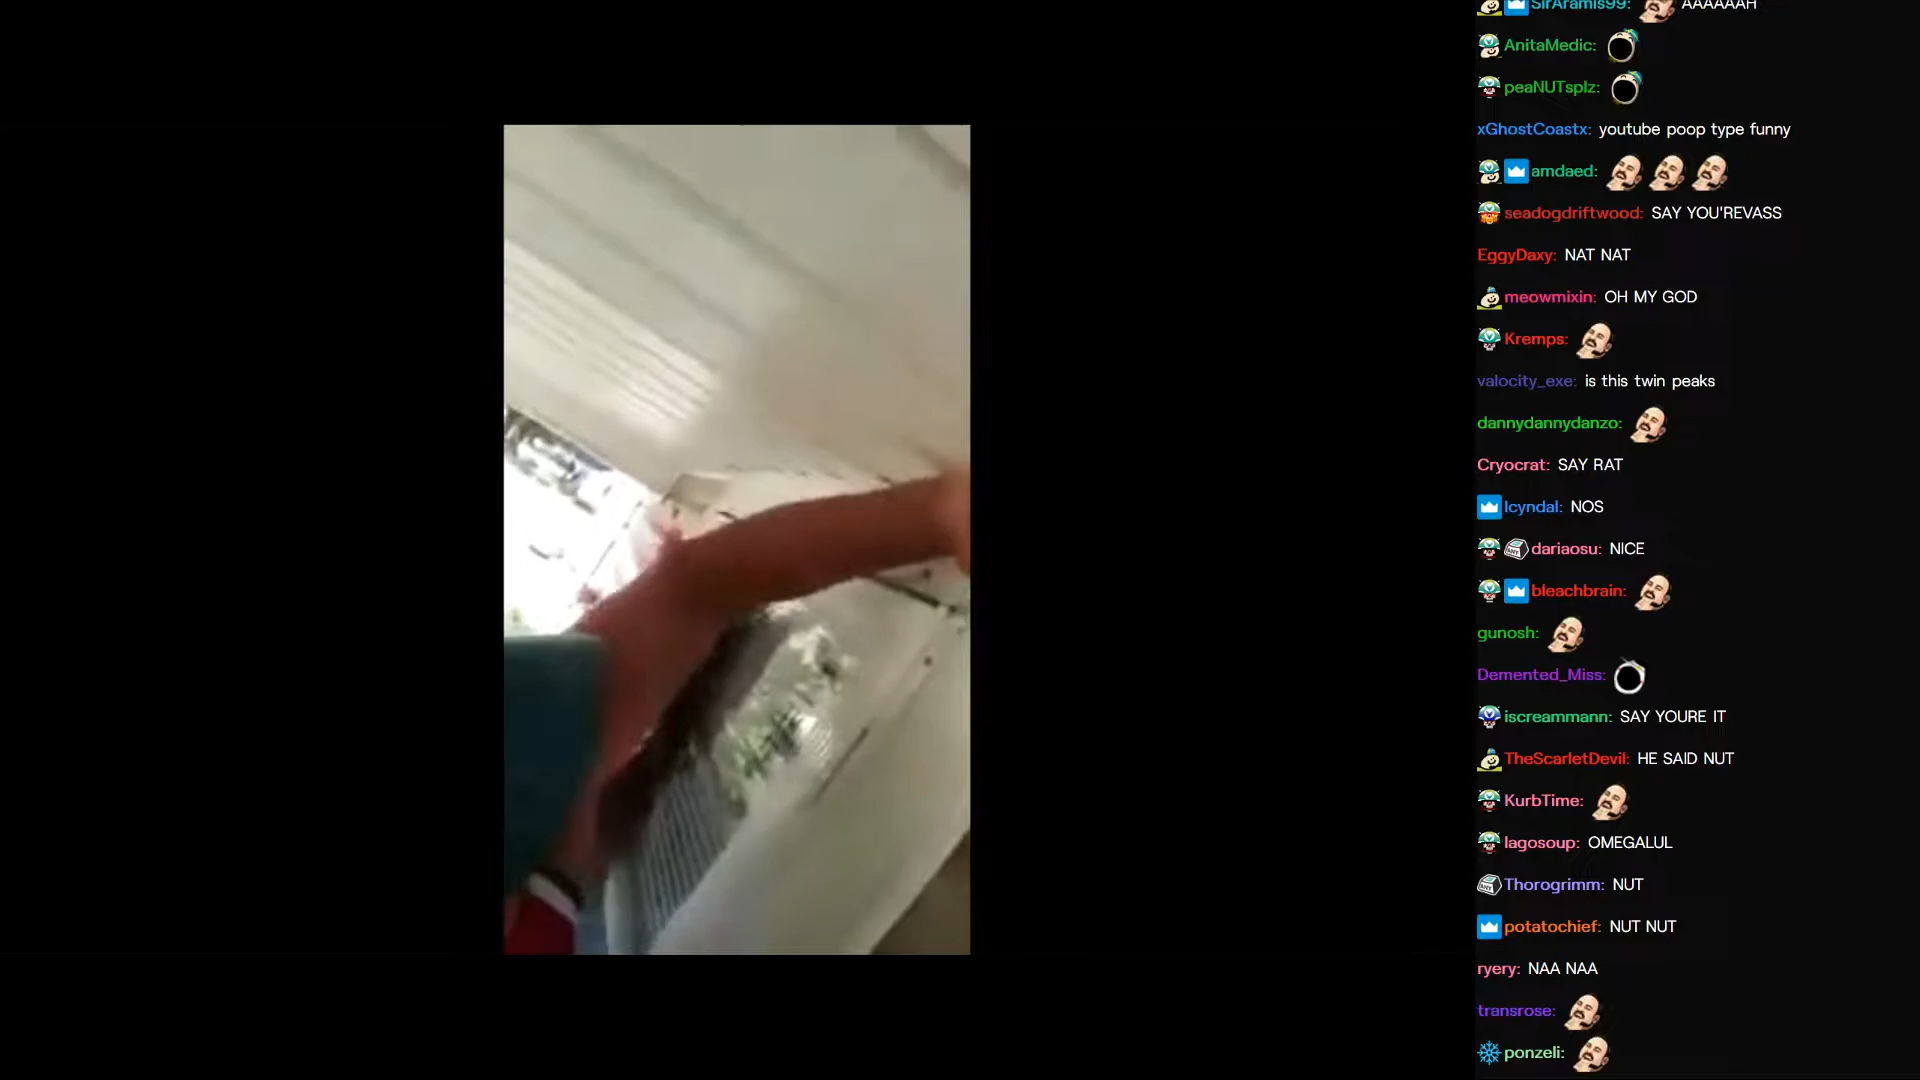 SirAramis99: AAAAAAH
AnitaMedic:
peaNUTsplz:
xGhostCoastx: youtube poop type funny
amdaed:
seadogdriftwood: SAY YOU'REVASS
EggyDaxy: NAT NAT
meowmixin: OH MY GOD
Kremps:
valocity_exe: is this twin peaks
dannydannydanzo:
Cryocrat: SAY RAT
Icyndal: NOS
dariaosu: NICE
bleachbrain:
gunosh:
Demented_Miss:
iscreammann: SAY YOURE IT
TheScarletDevil: HE SAID NUT
KurbTime:
lagosoup: OMEGALUL
Thorogrimm: NUT
potatochief: NUT NUT
ryery: NAA NAA
transrose:
ponzeli: